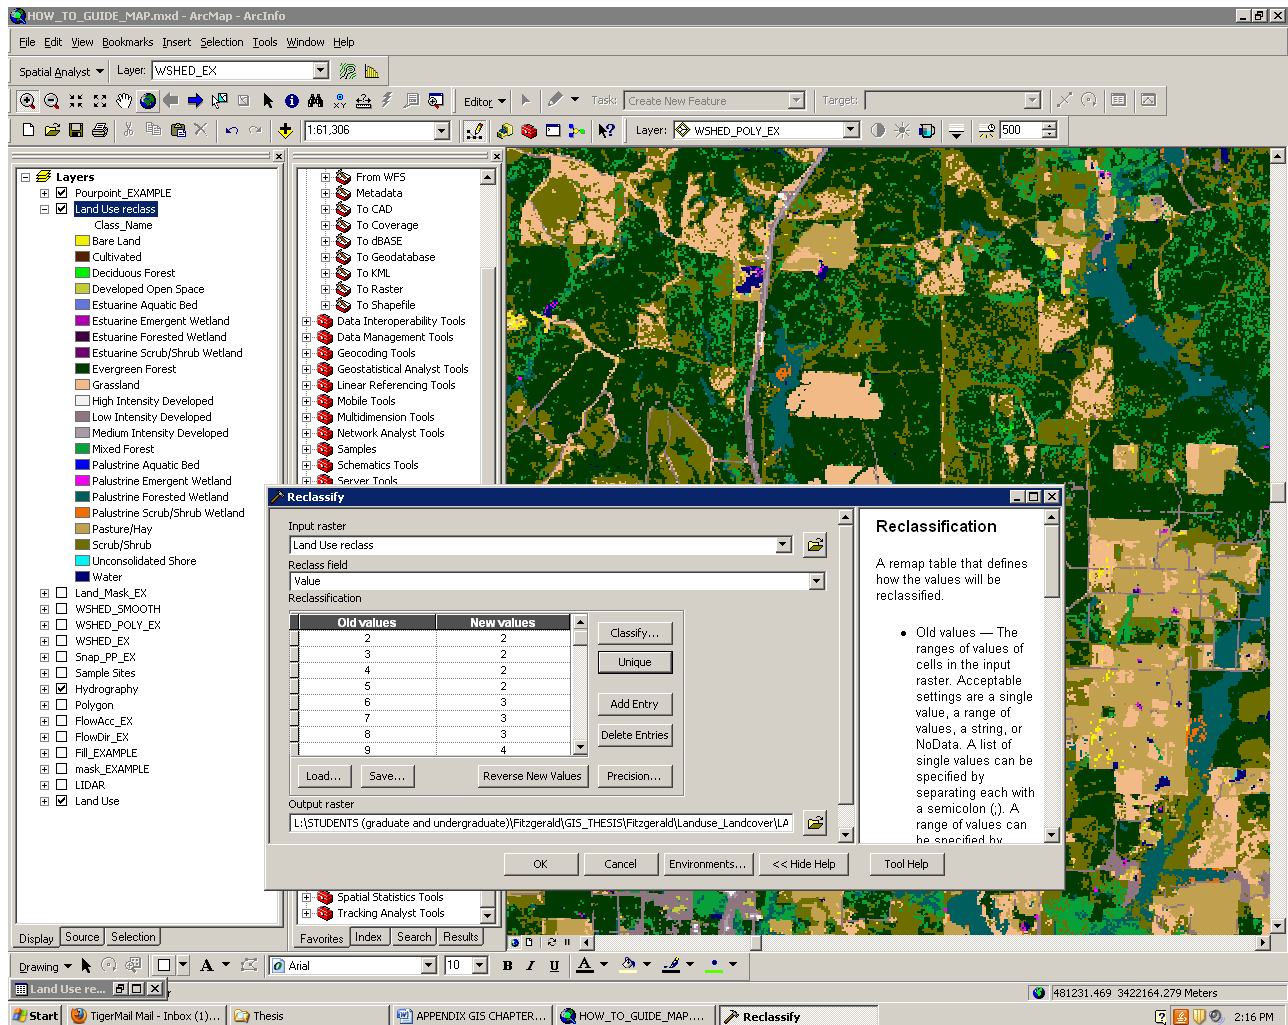 HOW_TO_GUIDE_MAP.mxd - ArcMap - ArcInfo
File Edit View Bookmarks Insert Selection Tools Window Help
Spatial Analyst Layer: WSHED_EX
Editor Task: Create New Feature Target:
1:61,306 Layer: WSHED_POLY_EX 500
Layers
Pourpoint_EXAMPLE
Land Use reclass
Class_Name
Bare Land
Cultivated
Deciduous Forest
Developed Open Space
Estuarine Aquatic Bed
Estuarine Emergent Wetland
Estuarine Forested Wetland
Estuarine Scrub/Shrub Wetland
Evergreen Forest
Grassland
High Intensity Developed
Low Intensity Developed
Medium Intensity Developed
Mixed Forest
Palustrine Aquatic Bed
Palustrine Emergent Wetland
Palustrine Forested Wetland
Palustrine Scrub/Shrub Wetland
Pasture/Hay
Scrub/Shrub
Unconsolidated Shore
Water
Land_Mask_EX
WSHED_SMOOTH
WSHED_POLY_EX
WSHED_EX
Snap_PP_EX
Sample Sites
Hydrography
Polygon
FlowAcc_EX
FlowDir_EX
Fill_EXAMPLE
mask_EXAMPLE
LIDAR
Land Use
Display Source Selection
From WFS
Metadata
To CAD
To Coverage
To dBASE
To Geodatabase
To KML
To Raster
To Shapefile
Data Interoperability Tools
Data Management Tools
Geocoding Tools
Geostatistical Analyst Tools
Linear Referencing Tools
Mobile Tools
Multidimension Tools
Network Analyst Tools
Samples
Schematics Tools
Server Tools
Spatial Statistics Tools
Tracking Analyst Tools
Favorites Index Search Results
Reclassify
Input raster
Land Use reclass
Reclass field
Value
Reclassification
Old values New values
2 2
3 2
4 2
5 2
6 3
7 3
8 3
9 4
Classify...
Unique
Add Entry
Delete Entries
Load... Save... Reverse New Values Precision...
Output raster
L:\STUDENTS (graduate and undergraduate)\Fitzgerald\GIS_THESIS\Fitzgerald\Landuse_Landcover\LA
OK Cancel Environments... << Hide Help Tool Help
Reclassification
A remap table that defines
how the values will be
reclassified.
• Old values — The
ranges of values of
cells in the input
raster. Acceptable
settings are a single
value, a range of
values, a string, or
NoData. A list of
single values can be
specified by
separating each with
a semicolon (;). A
range of values can
be specified by
Drawing A Arial 10 B I U A
Land Use re...
481231.469 3422164.279 Meters
Start TigerMail Mail - Inbox (1)... Thesis APPENDIX GIS CHAPTER... HOW_TO_GUIDE_MAP.... Reclassify 2:16 PM